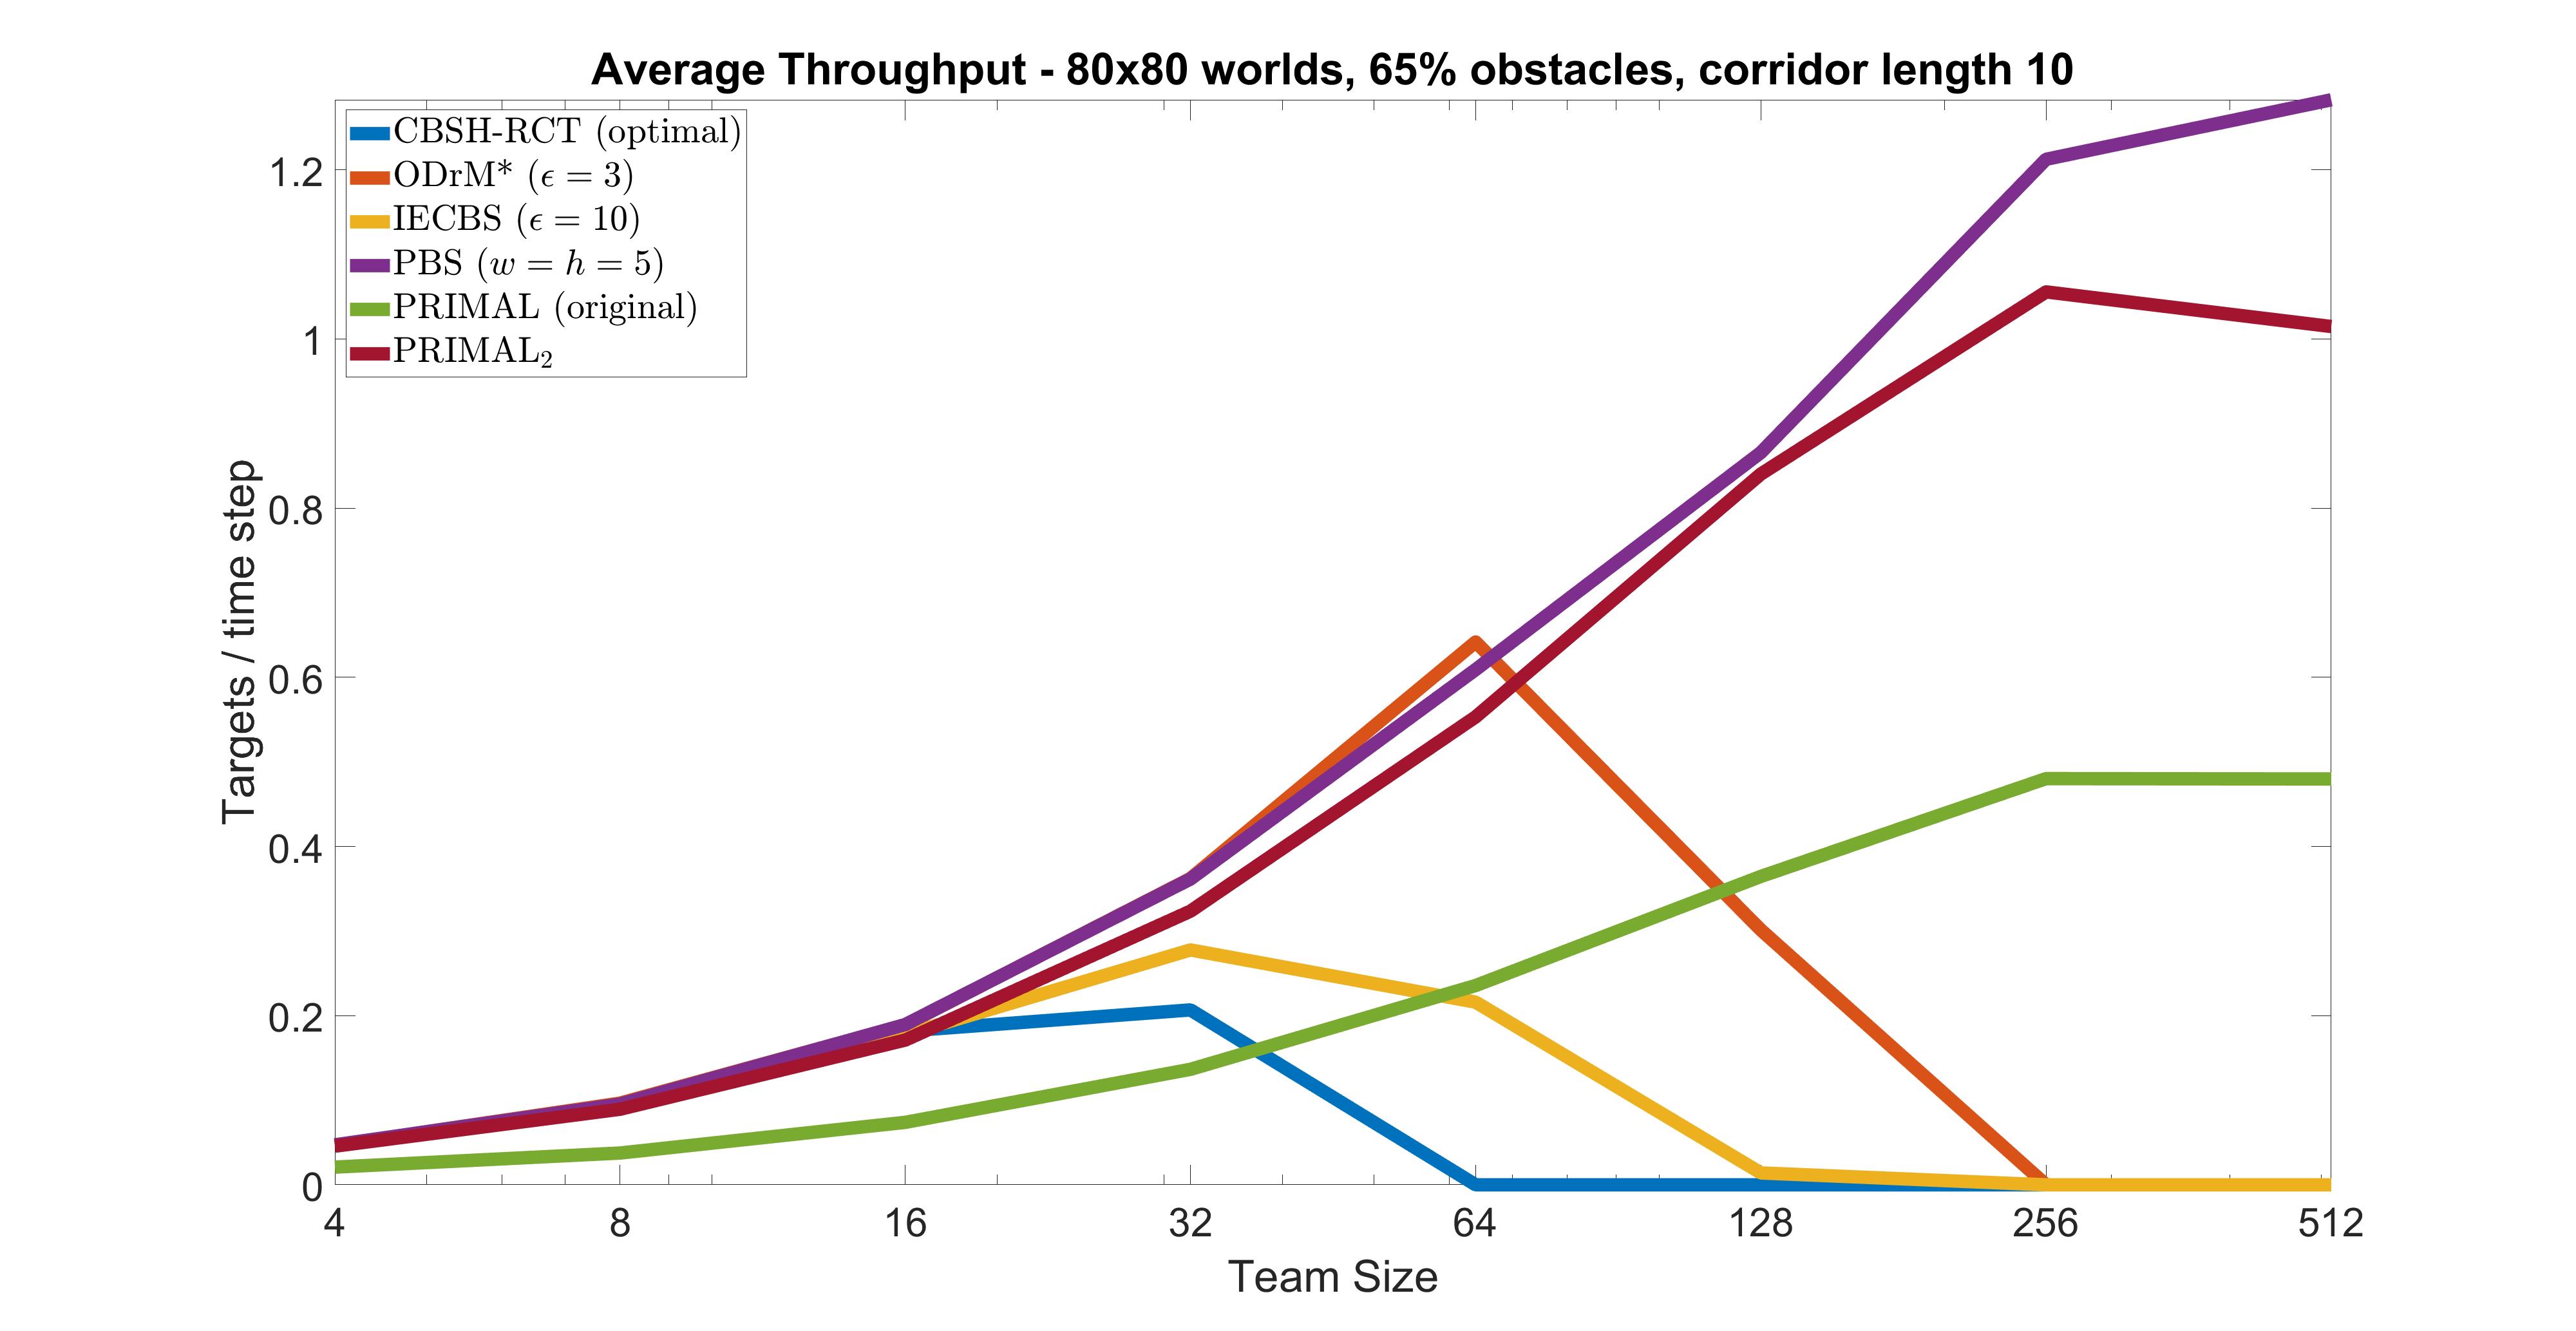 Average Throughput - 80x80 worlds, 65% obstacles, corridor length 10
CBSH-RCT (optimal)
ODrM* (ϵ = 3)
IECBS (ϵ = 10)
PBS (w = h = 5)
PRIMAL (original)
PRIMAL₂
Targets / time step
1.2
1
0.8
0.6
0.4
0.2
0
4 8 16 32 64 128 256 512
Team Size